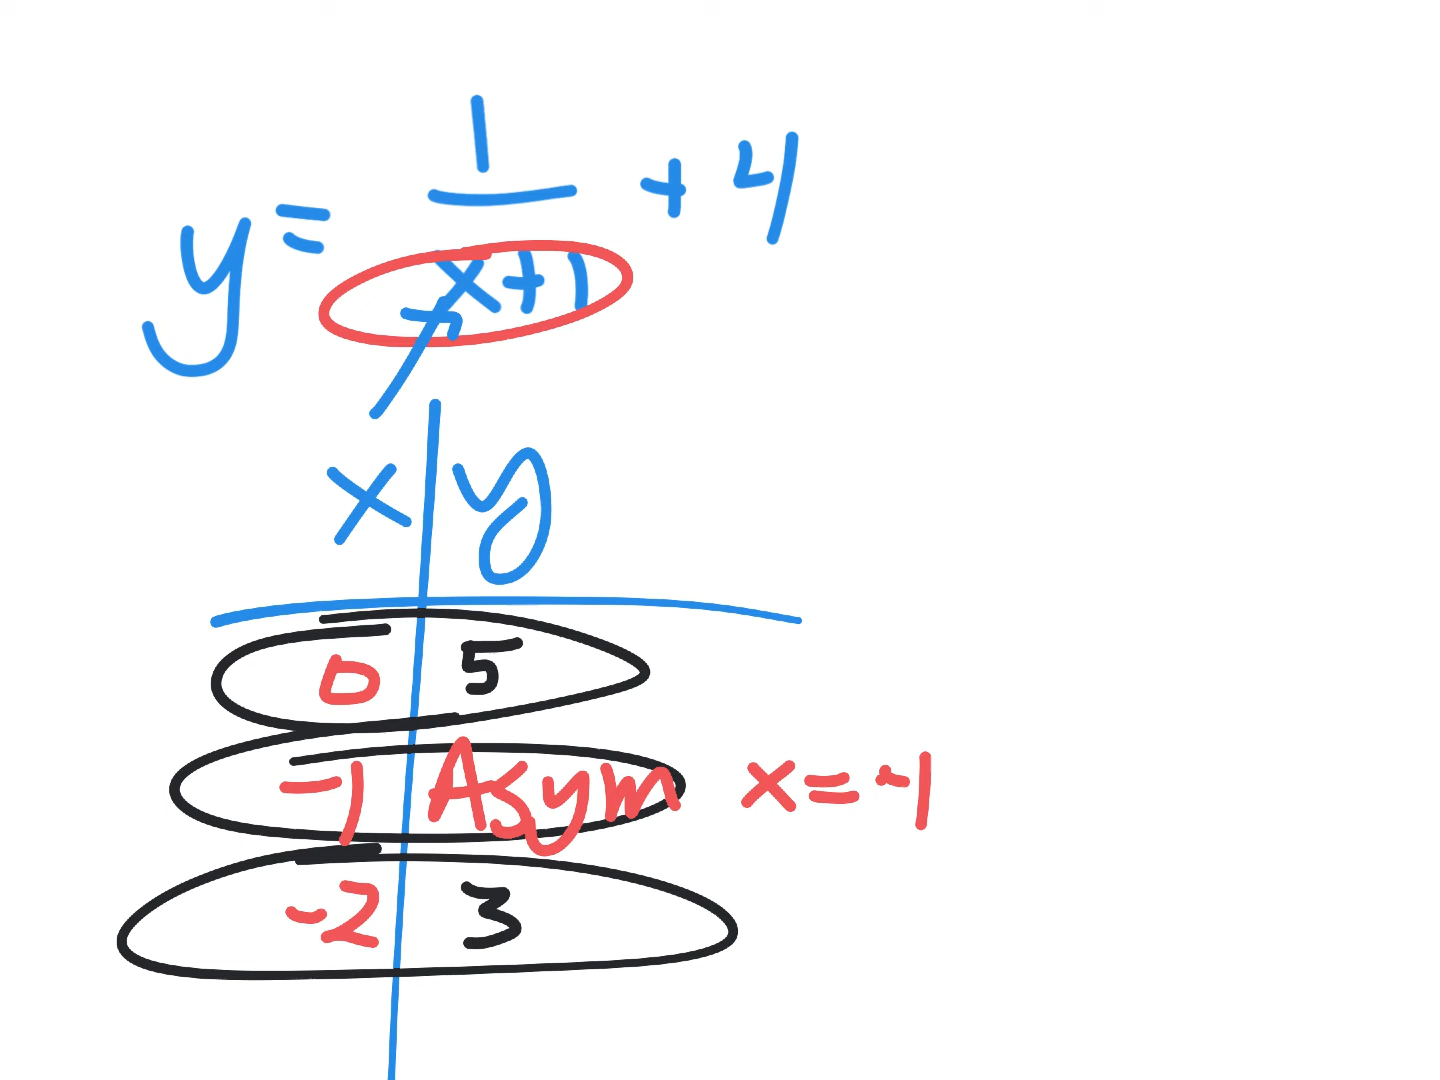 y = 1/(x+1) + 4
x | y
0 | 5
-1 | Asym x = -1
-2 | 3